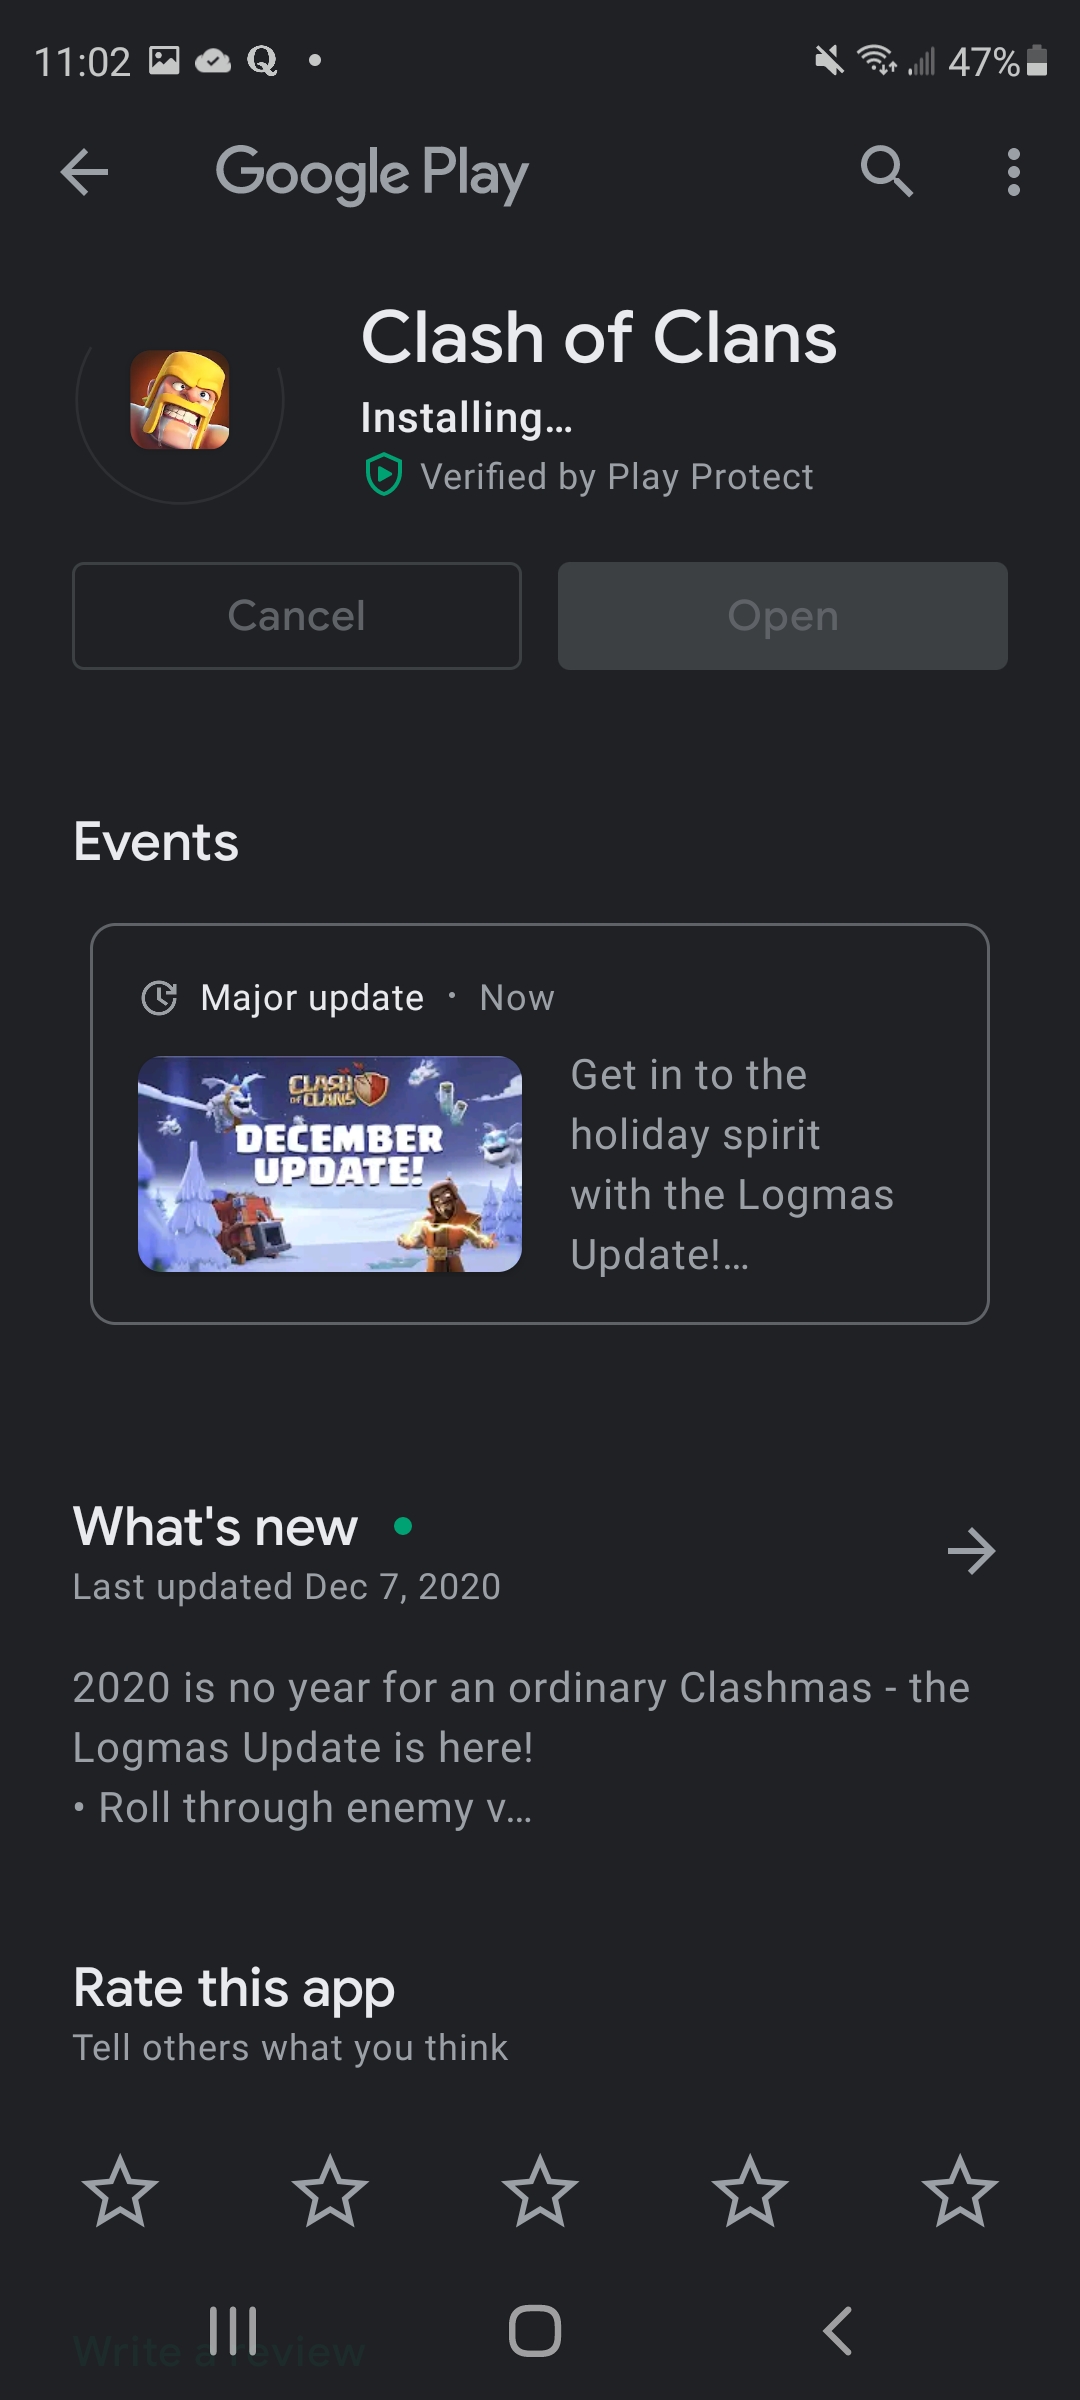 11:02
47%
Google Play
Clash of Clans
Installing...
Verified by Play Protect
Cancel
Open
Events
Major update • Now
CLASH
OF CLANS
DECEMBER
UPDATE!
Get in to the
holiday spirit
with the Logmas
Update!...
What's new
Last updated Dec 7, 2020
2020 is no year for an ordinary Clashmas - the
Logmas Update is here!
• Roll through enemy v...
Rate this app
Tell others what you think
Write a review